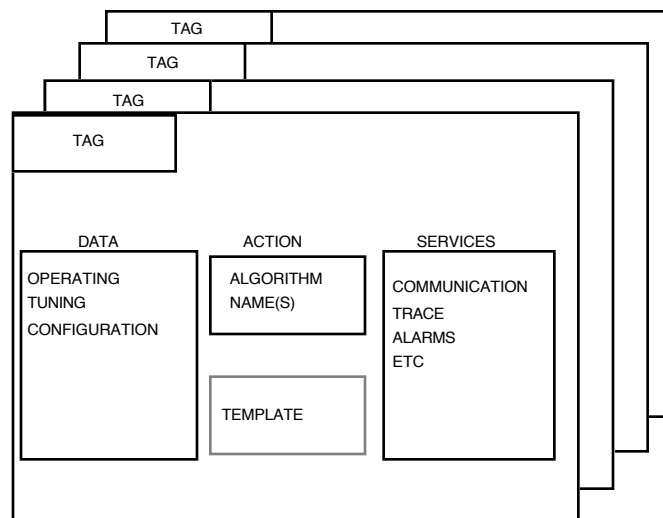 TAG
TAG
TAG
TAG
DATA
OPERATING
TUNING
CONFIGURATION
ACTION
ALGORITHM
NAME(S)
TEMPLATE
SERVICES
COMMUNICATION
TRACE
ALARMS
ETC